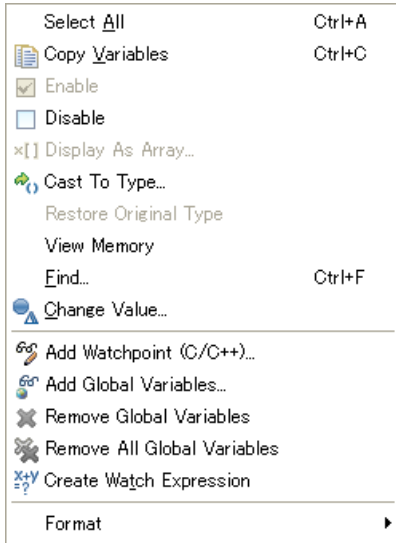 Select All Ctrl+A
Copy Variables Ctrl+C
Enable
Disable
×[] Display As Array...
Cast To Type...
Restore Original Type
View Memory
Find... Ctrl+F
Change Value...
Add Watchpoint (C/C++)...
Add Global Variables...
Remove Global Variables
Remove All Global Variables
x+y=? Create Watch Expression
Format